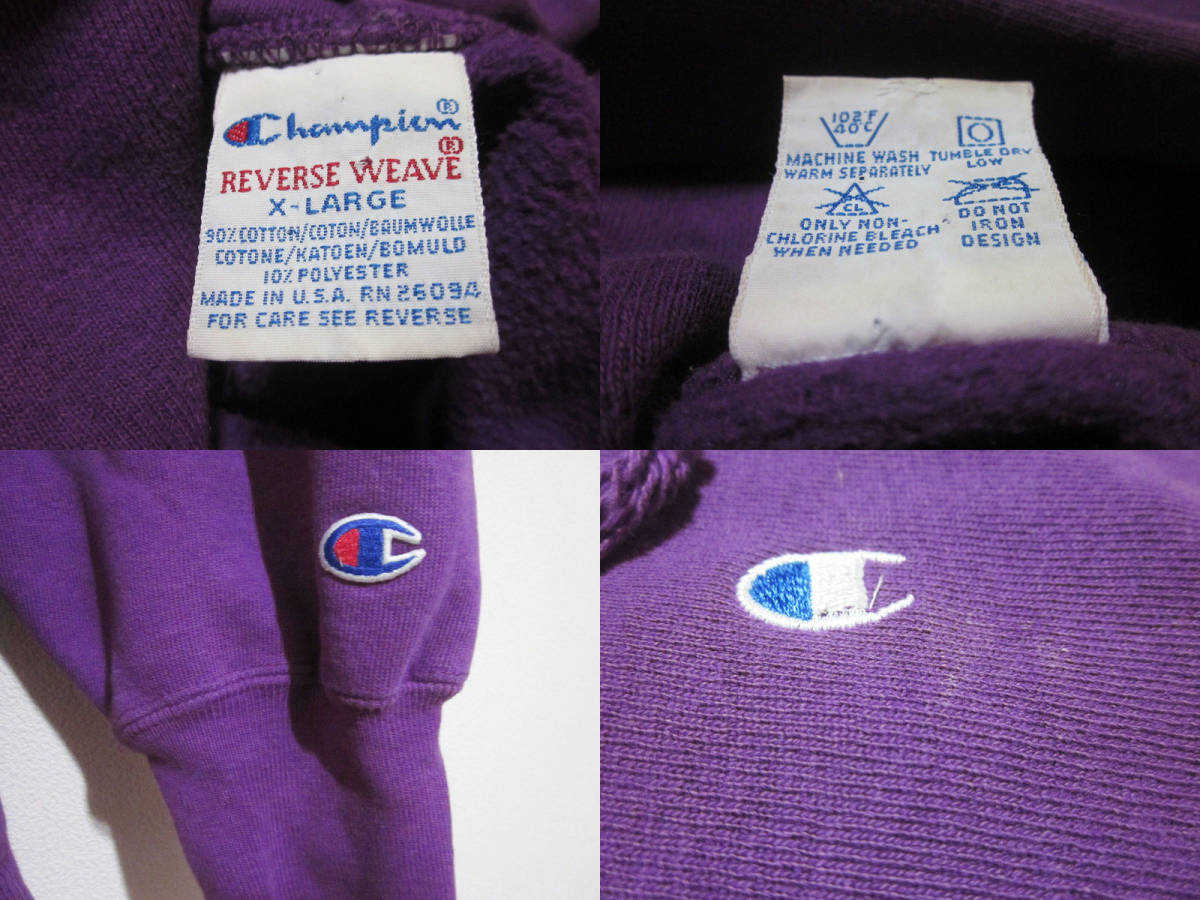 Champion®
REVERSE WEAVE®
X-LARGE
90% COTTON/COTON/BAUMWOLLE
COTONE/KATOEN/BOMULD
10% POLYESTER
MADE IN U.S.A. RN 26094
FOR CARE SEE REVERSE
102°F
40°C
MACHINE WASH
WARM SEPARATELY
TUMBLE DRY
LOW
CL
ONLY NON-
CHLORINE BLEACH
WHEN NEEDED
DO NOT
IRON
DESIGN